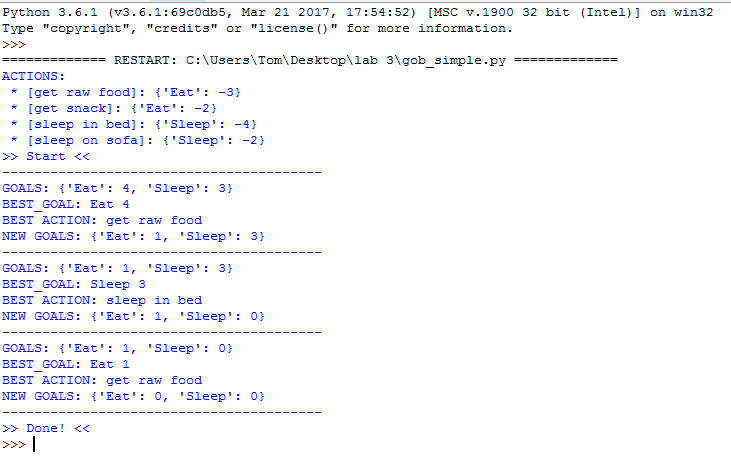 Python 3.6.1 (v3.6.1:69c0db5, Mar 21 2017, 17:54:52) [MSC v.1900 32 bit (Intel)] on win32
Type "copyright", "credits" or "license()" for more information.
>>>
============= RESTART: C:\Users\Tom\Desktop\lab 3\gob_simple.py =============
ACTIONS:
 * [get raw food]: {'Eat': -3}
 * [get snack]: {'Eat': -2}
 * [sleep in bed]: {'Sleep': -4}
 * [sleep on sofa]: {'Sleep': -2}
>> Start <<
----------------------------------------
GOALS: {'Eat': 4, 'Sleep': 3}
BEST_GOAL: Eat 4
BEST ACTION: get raw food
NEW GOALS: {'Eat': 1, 'Sleep': 3}
----------------------------------------
GOALS: {'Eat': 1, 'Sleep': 3}
BEST_GOAL: Sleep 3
BEST ACTION: sleep in bed
NEW GOALS: {'Eat': 1, 'Sleep': 0}
----------------------------------------
GOALS: {'Eat': 1, 'Sleep': 0}
BEST_GOAL: Eat 1
BEST ACTION: get raw food
NEW GOALS: {'Eat': 0, 'Sleep': 0}
----------------------------------------
>> Done! <<
>>>